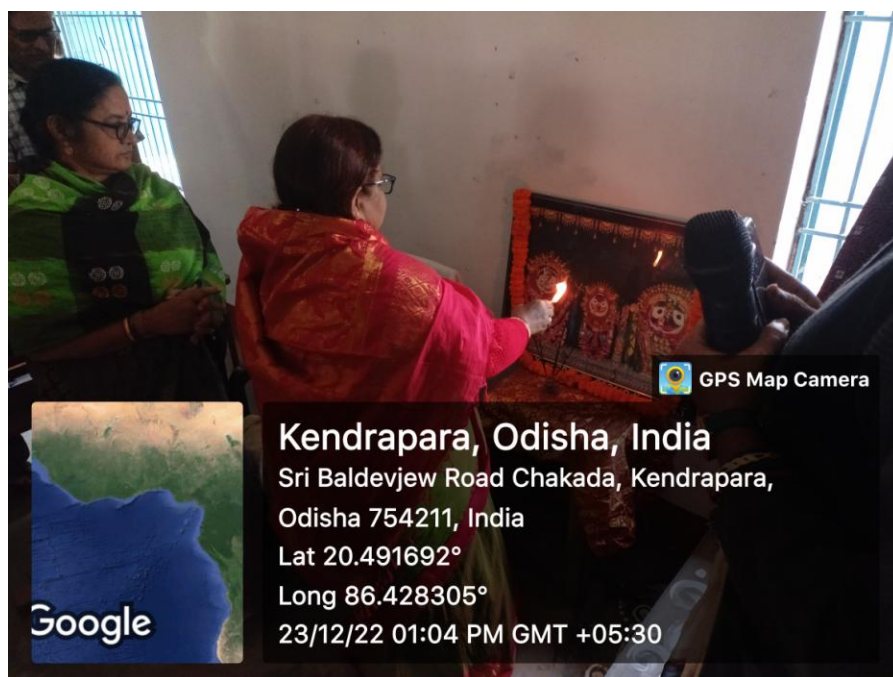 GPS Map Camera
Kendrapara, Odisha, India
Sri Baldevjew Road Chakada, Kendrapara,
Odisha 754211, India
Lat 20.491692°
Long 86.428305°
23/12/22 01:04 PM GMT +05:30
Google